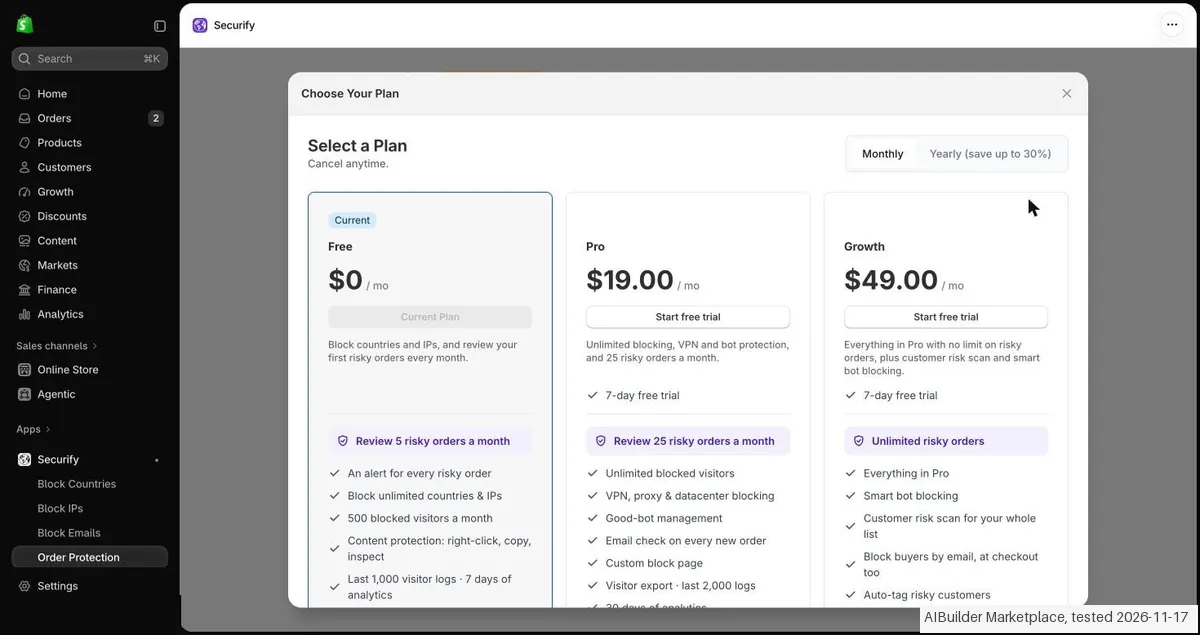 Search ⌘K
Home
Orders 2
Products
Customers
Growth
Discounts
Content
Markets
Finance
Analytics
Sales channels
Online Store
Agentic
Apps
Securify
Block Countries
Block IPs
Block Emails
Order Protection
Settings
Securify
Choose Your Plan
Select a Plan
Cancel anytime.
Monthly
Yearly (save up to 30%)
Current
Free
$0 / mo
Current Plan
Block countries and IPs, and review your
first risky orders every month.
Review 5 risky orders a month
An alert for every risky order
Block unlimited countries & IPs
500 blocked visitors a month
Content protection: right-click, copy,
inspect
Last 1,000 visitor logs · 7 days of
analytics
Pro
$19.00 / mo
Start free trial
Unlimited blocking, VPN and bot protection,
and 25 risky orders a month.
7-day free trial
Review 25 risky orders a month
Unlimited blocked visitors
VPN, proxy & datacenter blocking
Good-bot management
Email check on every new order
Custom block page
Visitor export · last 2,000 logs
30 days of analytics
Growth
$49.00 / mo
Start free trial
Everything in Pro with no limit on risky
orders, plus customer risk scan and smart
bot blocking.
7-day free trial
Unlimited risky orders
Everything in Pro
Smart bot blocking
Customer risk scan for your whole
list
Block buyers by email, at checkout
too
Auto-tag risky customers
AIBuilder Marketplace, tested 2026-11-17